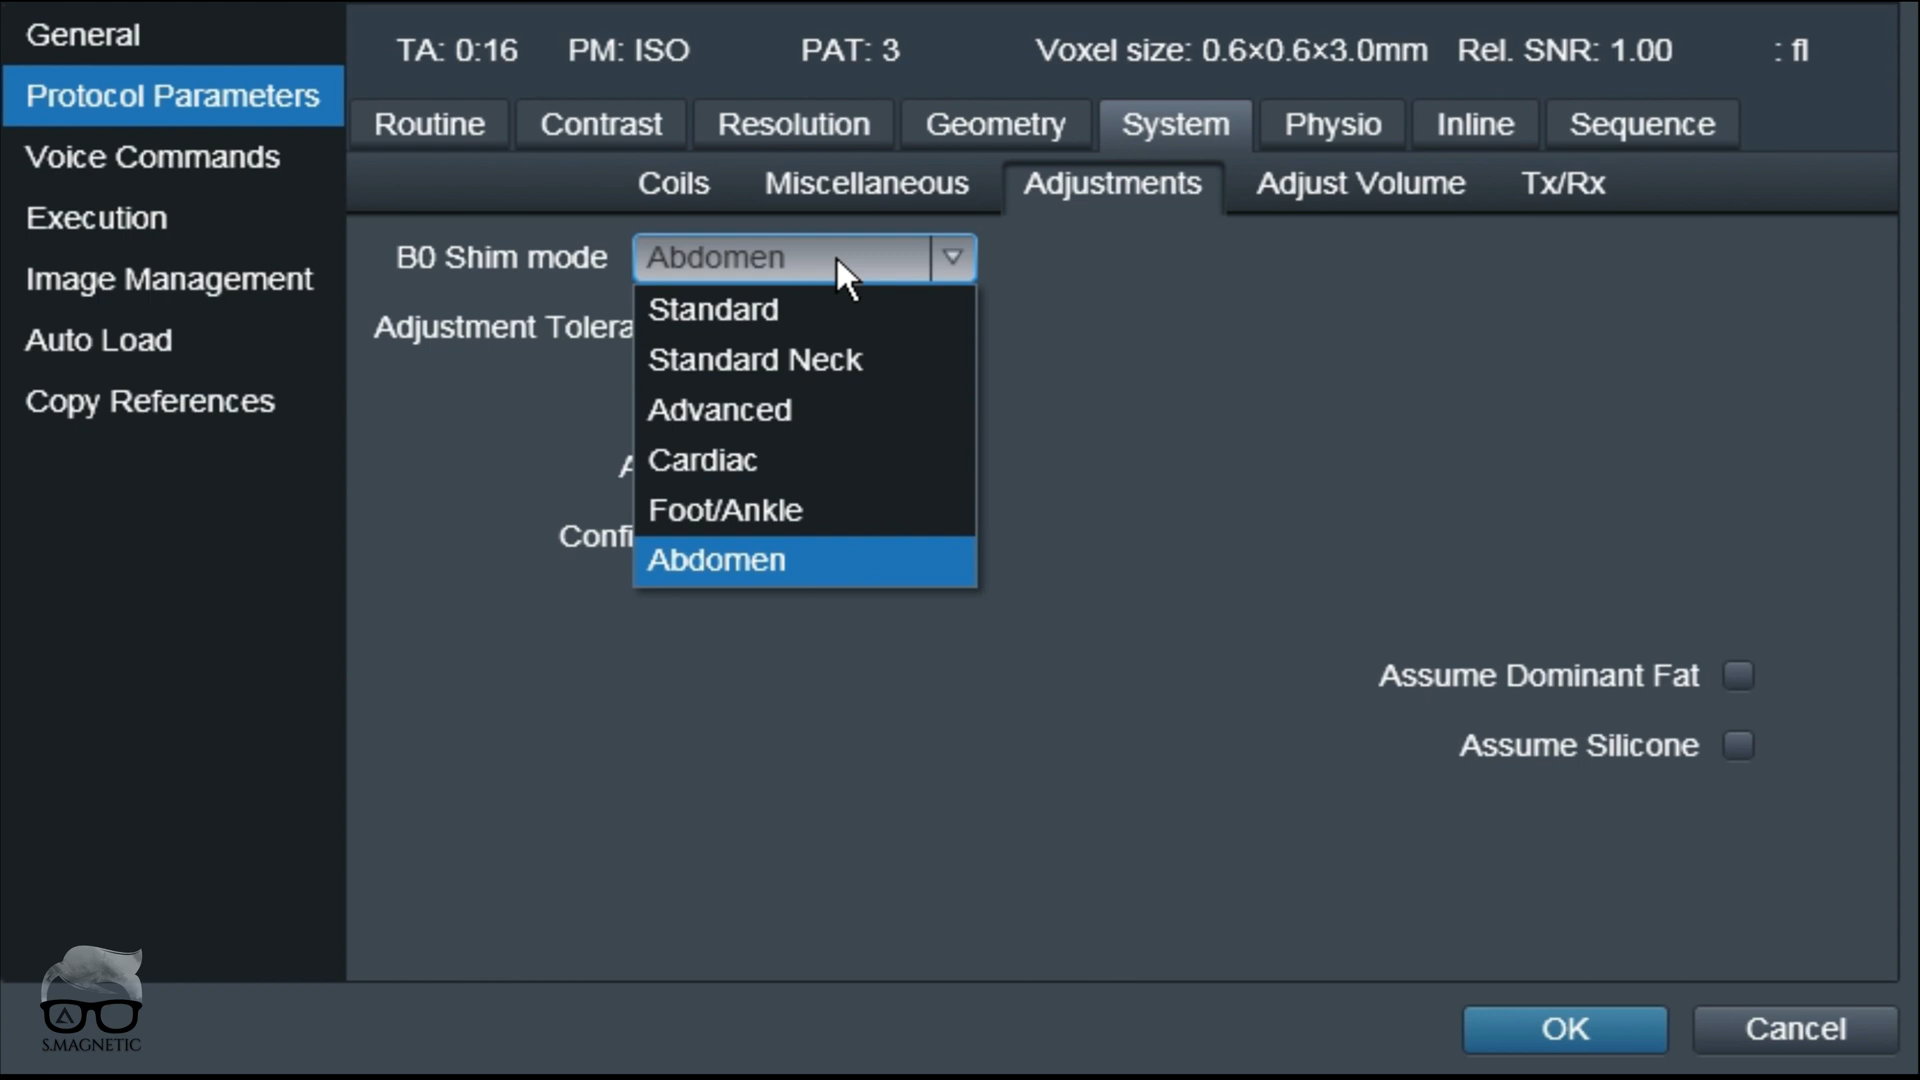 General
Protocol Parameters
Voice Commands
Execution
Image Management
Auto Load
Copy References
TA: 0:16 PM: ISO PAT: 3 Voxel size: 0.6×0.6×3.0mm Rel. SNR: 1.00 : fl
Routine Contrast Resolution Geometry System Physio Inline Sequence
Coils Miscellaneous Adjustments Adjust Volume Tx/Rx
B0 Shim mode Abdomen
Standard
Adjustment Tolera
Standard Neck
Advanced
Cardiac
A
Foot/Ankle
Confi
Abdomen
Assume Dominant Fat
Assume Silicone
S.MAGNETIC
OK Cancel